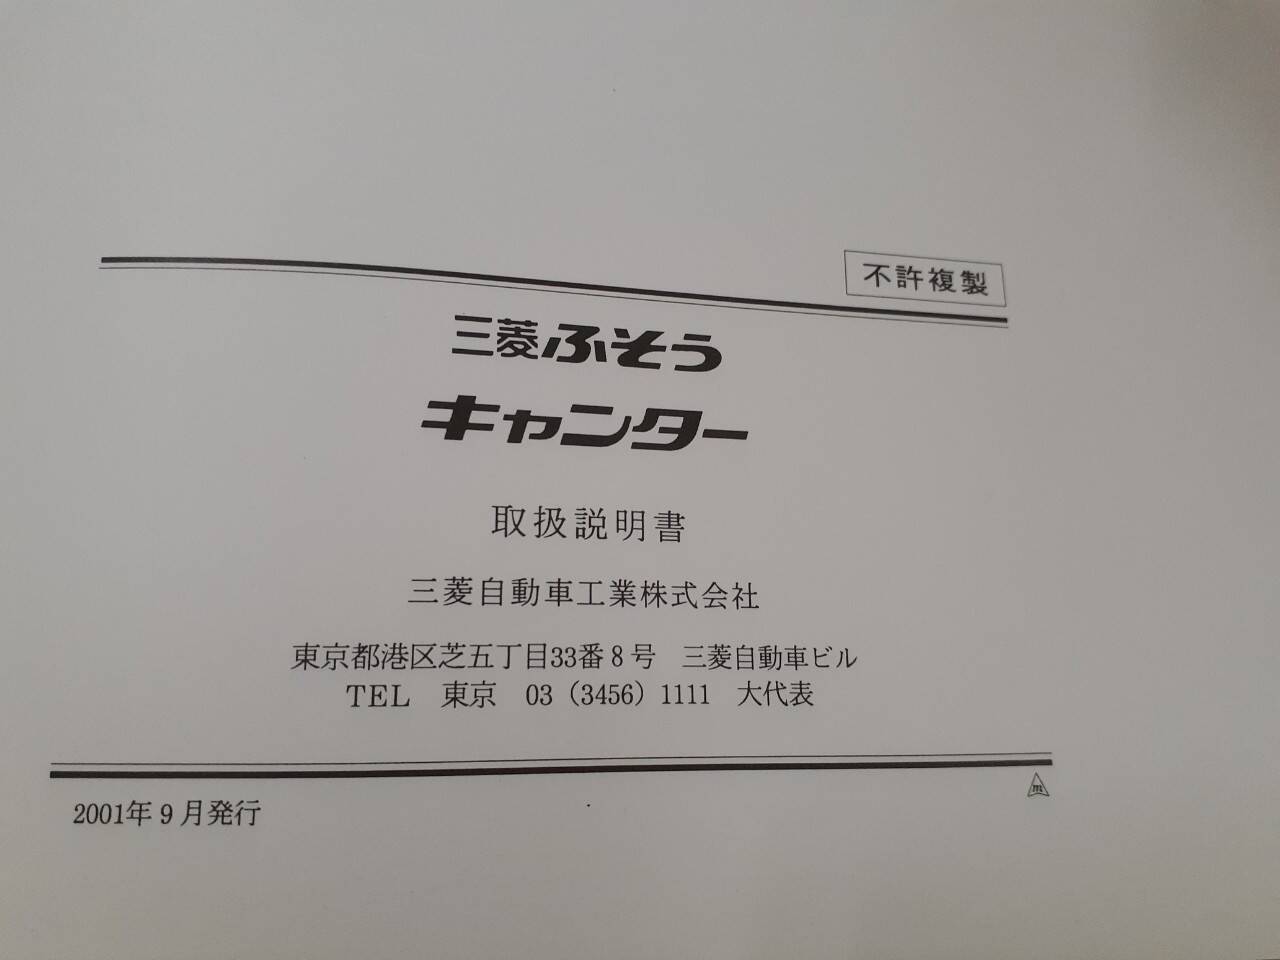 不許複製
三菱ふそう
キャンター
取扱説明書
三菱自動車工業株式会社
東京都港区芝五丁目33番8号 三菱自動車ビル
TEL 東京 03（3456）1111 大代表
m
2001年9月発行